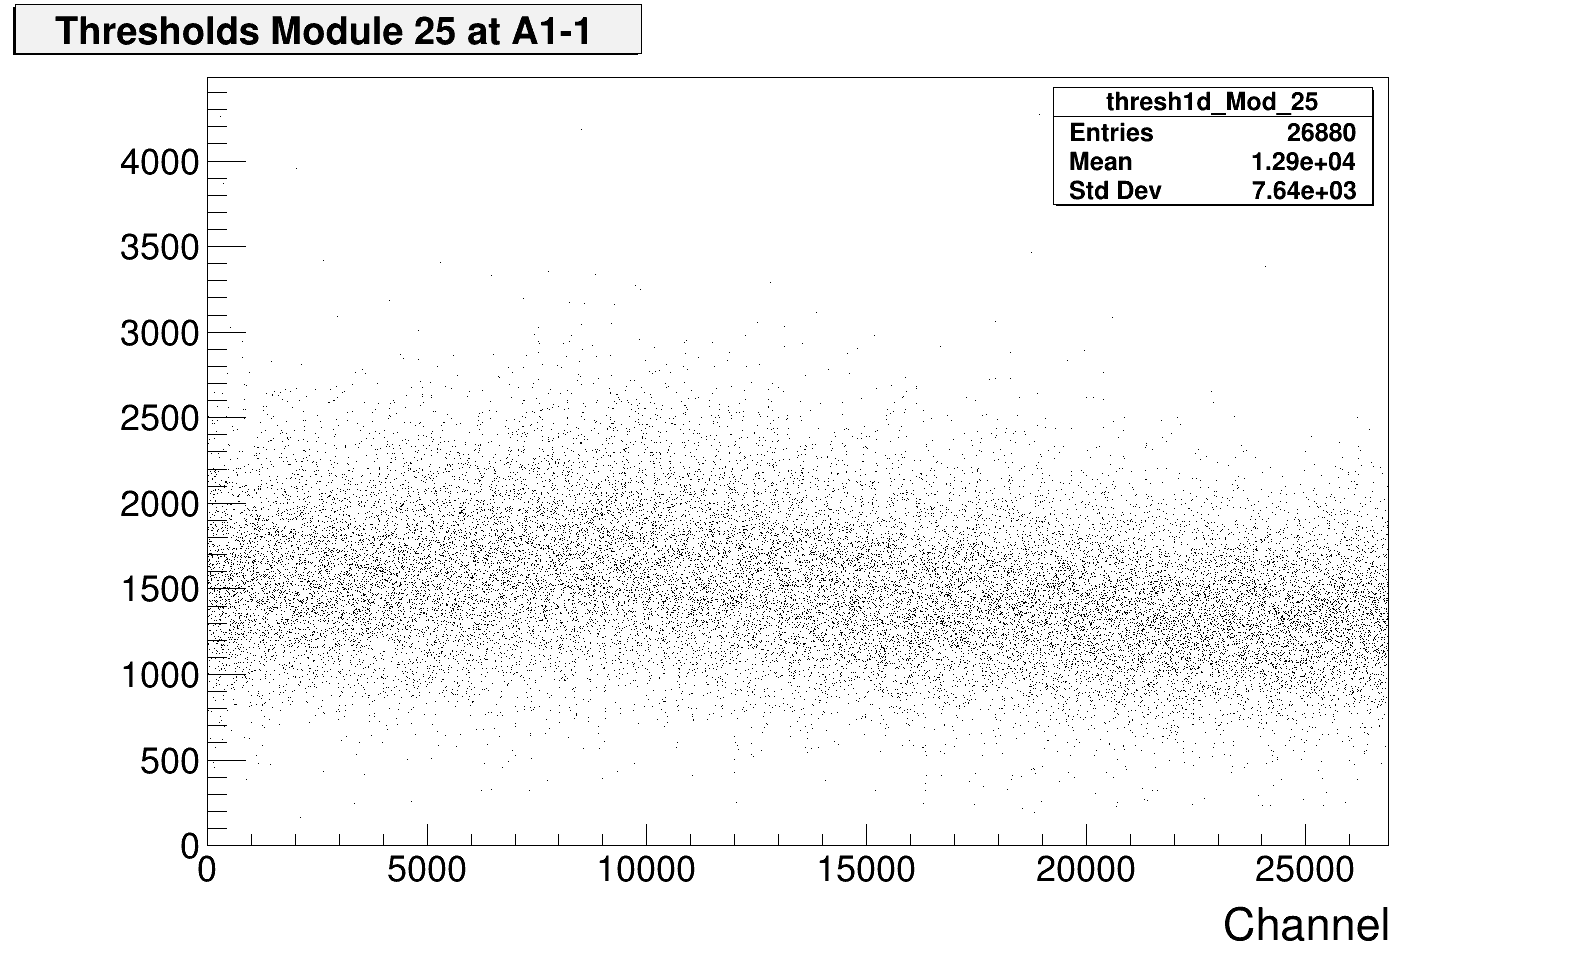 Thresholds Module 25 at A1-1
thresh1d_Mod_25
Entries 26880
Mean 1.29e+04
Std Dev 7.64e+03
4000
3500
3000
2500
2000
1500
1000
500
0
0 5000 10000 15000 20000 25000
Channel